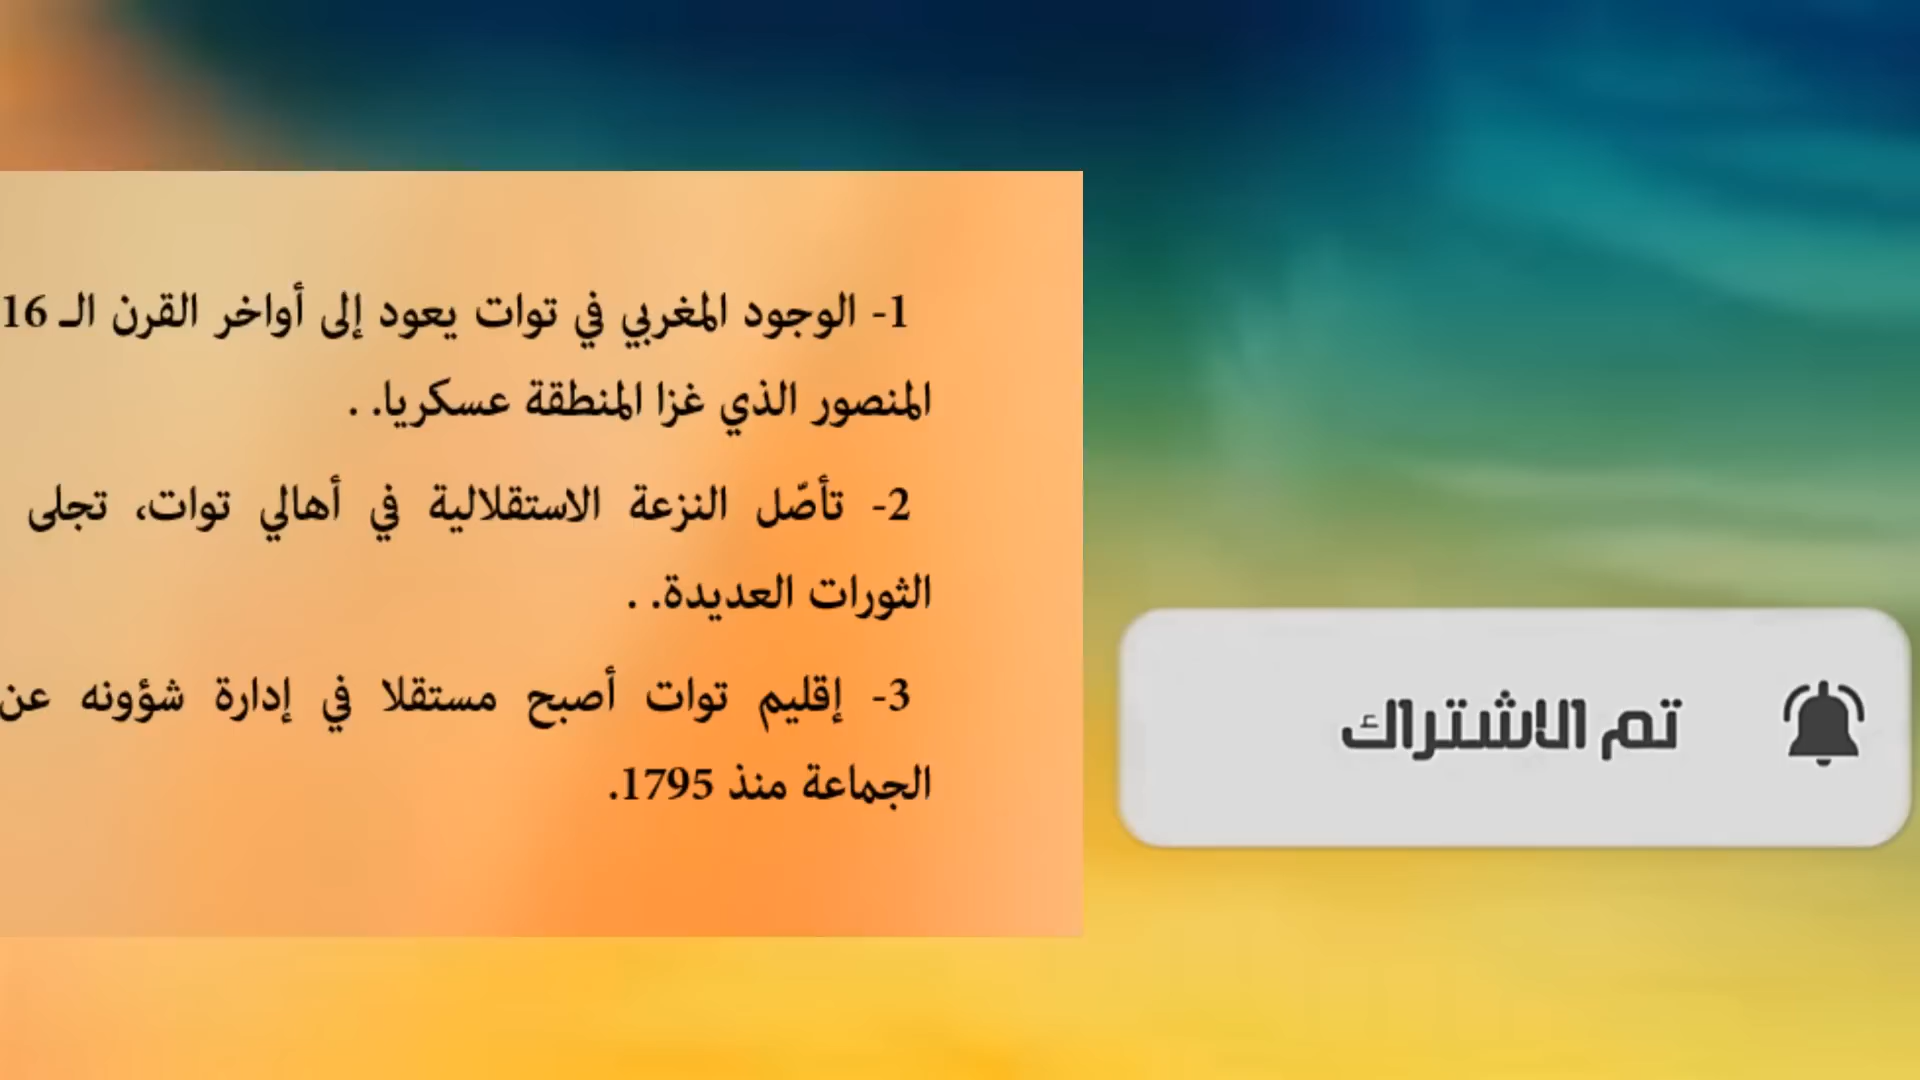 1- الوجود المغربي في توات يعود إلى أواخر القرن الـ 16
المنصور الذي غزا المنطقة عسكريا. .
2- تأصّل النزعة الاستقلالية في أهالي توات، تجلى
الثورات العديدة. .
3- إقليم توات أصبح مستقلا في إدارة شؤونه عن
الجماعة منذ 1795.
تم الاشتراك